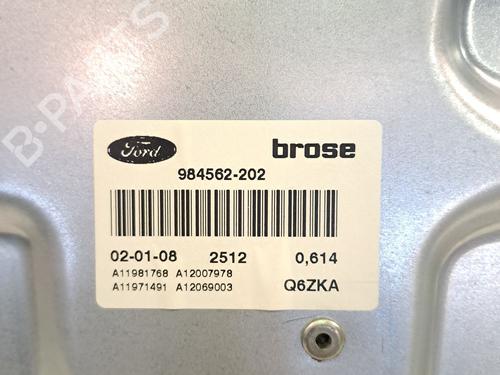 B-PARTS
Ford brose
984562-202
02-01-08 2512 0,614
A11981768 A12007978
A11971491 A12069003 Q6ZKA